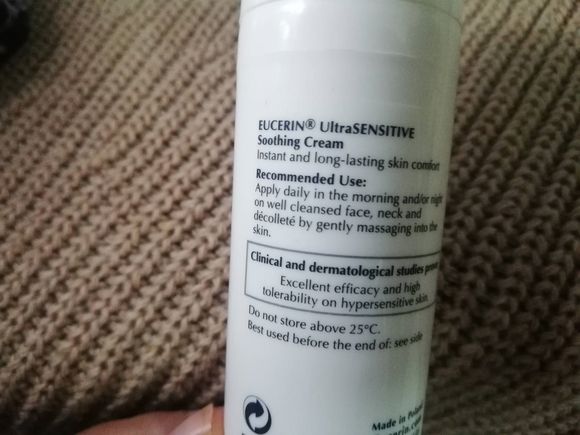 EUCERIN® UltraSENSITIVE
Soothing Cream
Instant and long-lasting skin comfort
Recommended Use:
Apply daily in the morning and/or night
on well cleansed face, neck and
décolleté by gently massaging into the
skin.
Clinical and dermatological studies prove
Excellent efficacy and high
tolerability on hypersensitive skin.
Do not store above 25°C.
Best used before the end of: see side
Made in